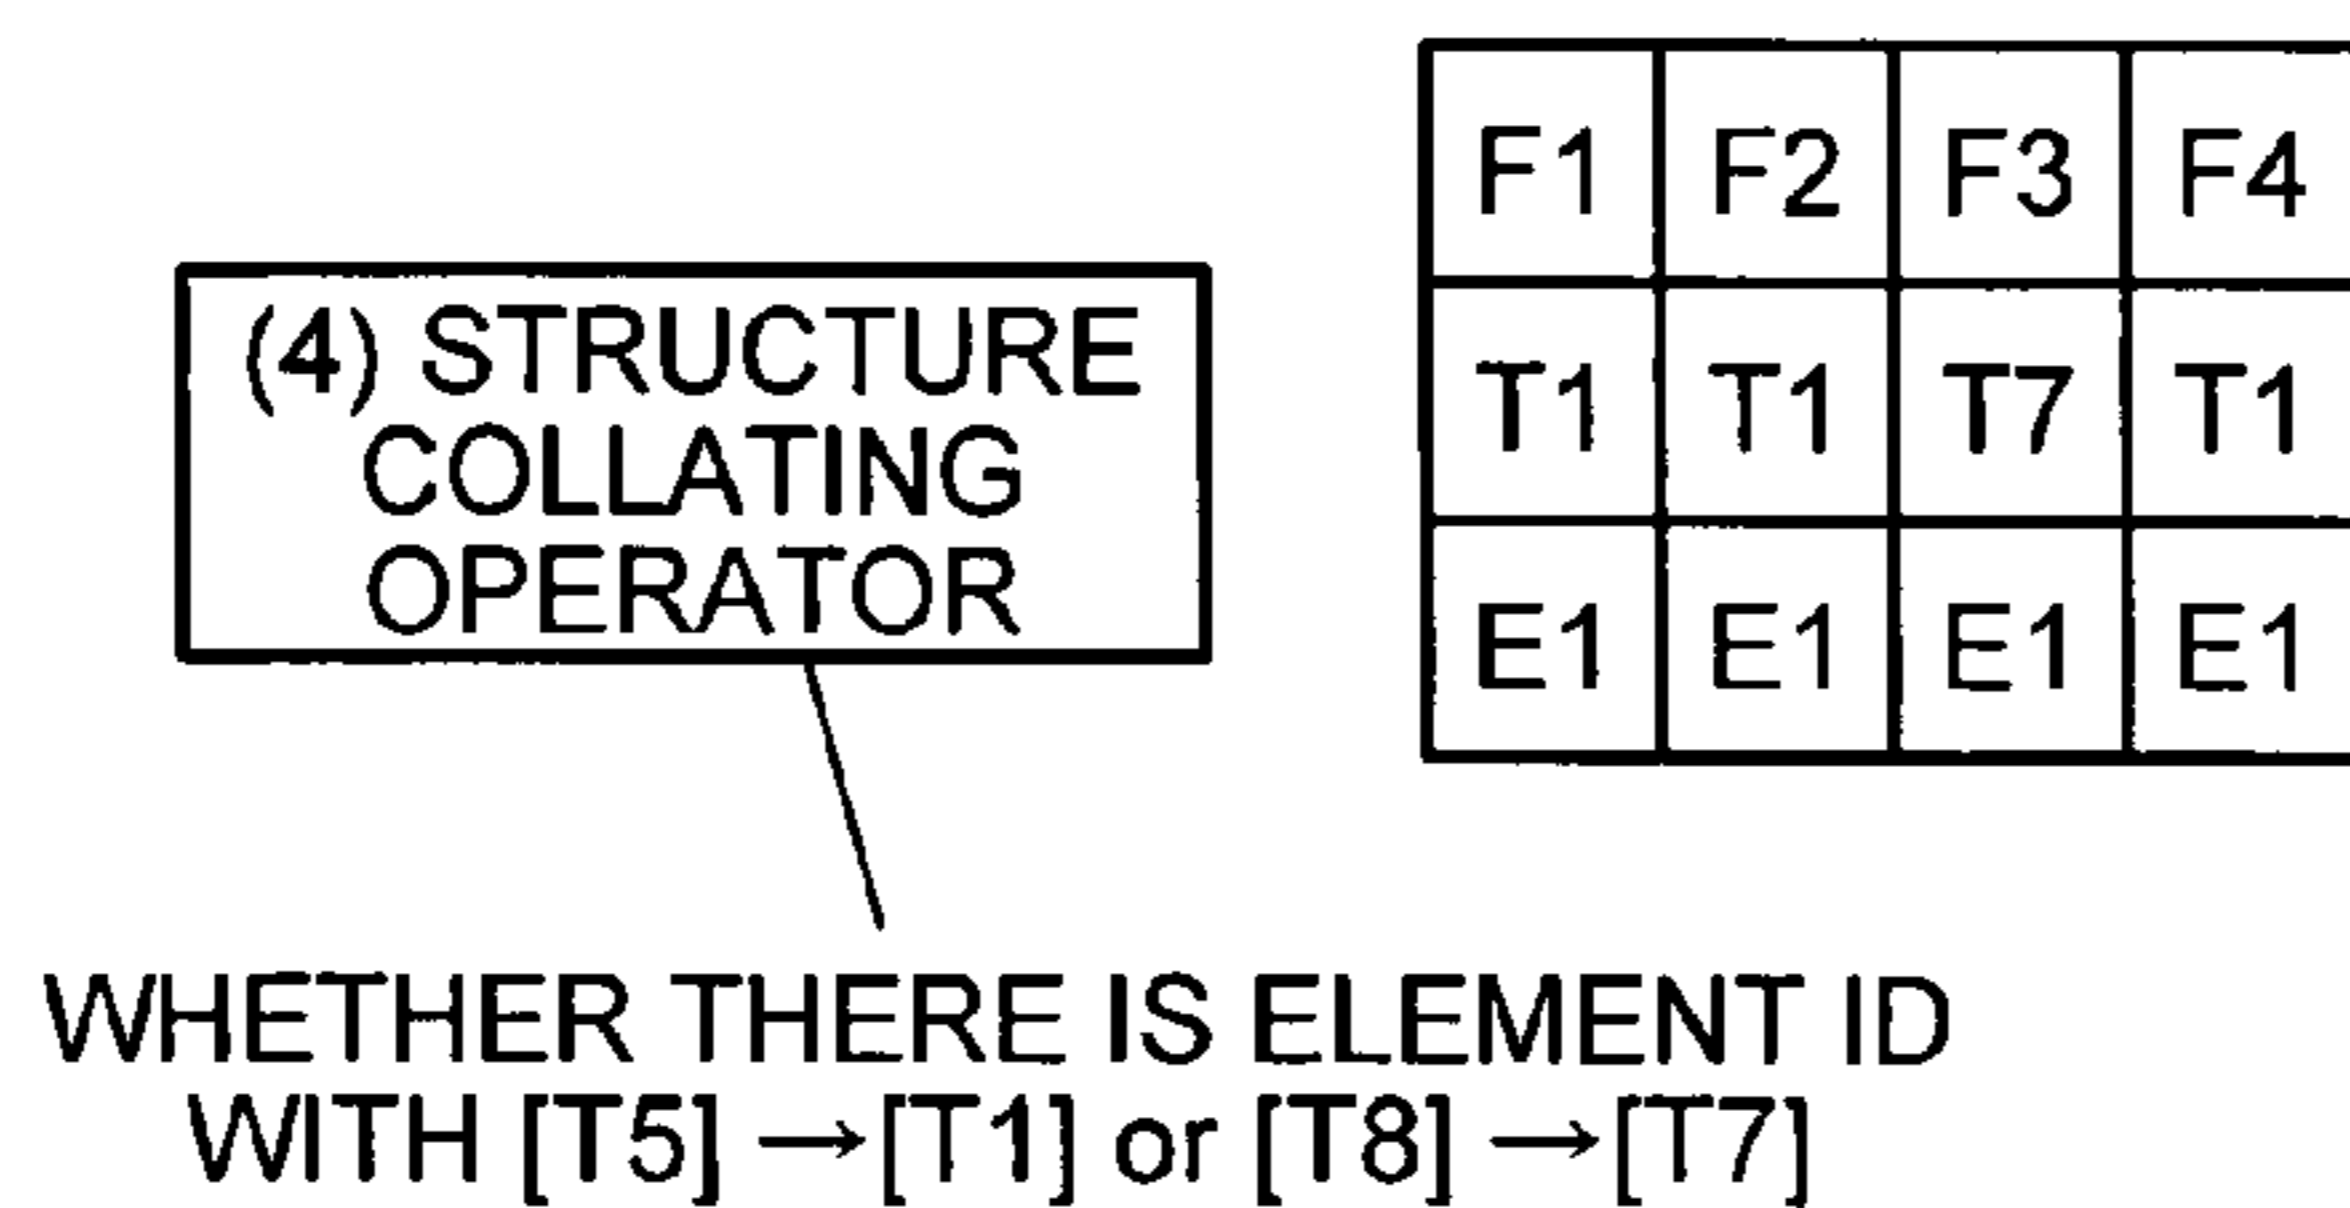 (4) STRUCTURE
COLLATING
OPERATOR
F1 F2 F3 F4
T1 T1 T7 T1
E1 E1 E1 E1
WHETHER THERE IS ELEMENT ID
WITH [T5] →[T1] or [T8] →[T7]